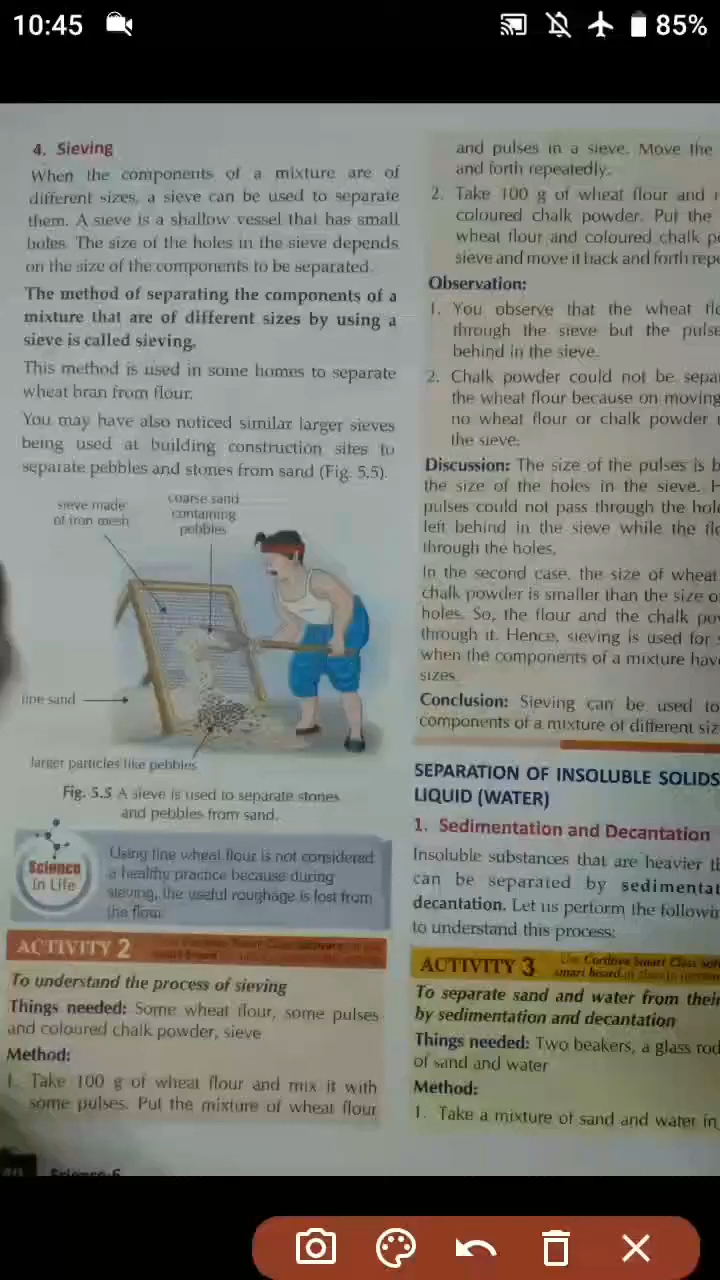 10:45
85%
4. Sieving
When the components of a mixture are of
different sizes, a sieve can be used to separate
them. A sieve is a shallow vessel that has small
holes. The size of the holes in the sieve depends
on the size of the components to be separated.
The method of separating the components of a
mixture that are of different sizes by using a
sieve is called sieving.
This method is used in some homes to separate
wheat bran from flour.
You may have also noticed similar larger sieves
being used at building construction sites to
separate pebbles and stones from sand (Fig. 5.5).
sieve made
of iron mesh
coarse sand
containing
pebbles
fine sand
larger particles like pebbles
Fig. 5.5 A sieve is used to separate stones
and pebbles from sand.
Science
In Life
Using fine wheat flour is not considered
a healthy practice because during
sieving, the useful roughage is lost from
the flour.
ACTIVITY 2
To understand the process of sieving
Things needed: Some wheat flour, some pulses
and coloured chalk powder, sieve
Method:
1. Take 100 g of wheat flour and mix it with
some pulses. Put the mixture of wheat flour
Science-6
and pulses in a sieve. Move the
and forth repeatedly.
2. Take 100 g of wheat flour and
coloured chalk powder. Put the
wheat flour and coloured chalk
sieve and move it back and forth
Observation:
1. You observe that the wheat
through the sieve but the
behind in the sieve.
2. Chalk powder could not be
the wheat flour because on moving
no wheat flour or chalk powder
the sieve.
Discussion: The size of the pulses is
the size of the holes in the sieve.
pulses could not pass through the
left behind in the sieve while the
through the holes.
In the second case, the size of wheat
chalk powder is smaller than the size
holes. So, the flour and the chalk
through it. Hence, sieving is used for
when the components of a mixture
sizes.
Conclusion: Sieving can be used to
components of a mixture of different
SEPARATION OF INSOLUBLE SOLIDS
LIQUID (WATER)
1. Sedimentation and Decantation
Insoluble substances that are heavier
can be separated by
decantation. Let us perform the
to understand this process:
ACTIVITY 3
Use Cordova Smart Class
smart board in class to
To separate sand and water from their
by sedimentation and decantation
Things needed: Two beakers, a glass rod
of sand and water
Method:
1. Take a mixture of sand and water in